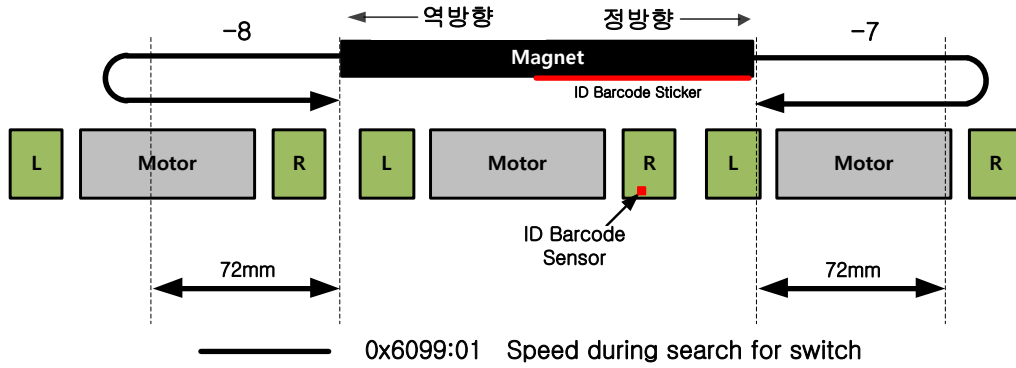 역방향 정방향
-8 -7
Magnet
ID Barcode Sticker
L Motor R L Motor R L Motor R
ID Barcode
Sensor
72mm 72mm
0x6099:01 Speed during search for switch